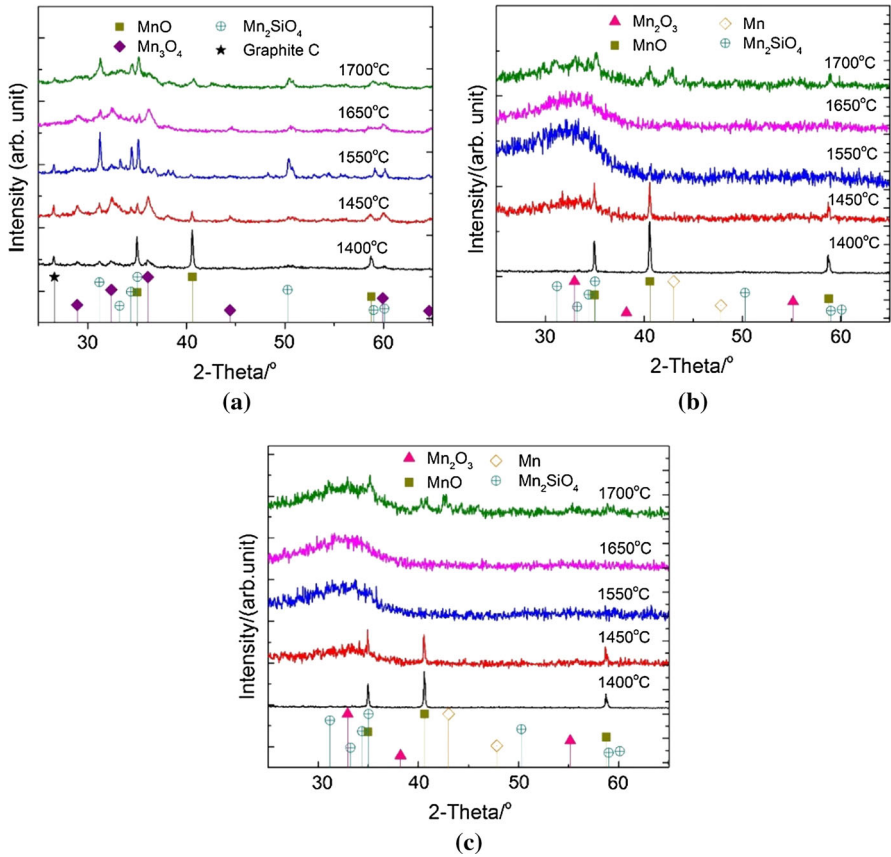 MnO
Mn₂SiO₄
Mn₃O₄
Graphite C
1700°C
1650°C
1550°C
1450°C
1400°C
Intensity (arb. unit)
30 40 50 60
2-Theta/°
(a)
Mn₂O₃
Mn
MnO
Mn₂SiO₄
1700°C
1650°C
1550°C
1450°C
1400°C
Intensity/(arb. unit)
30 40 50 60
2-Theta/°
(b)
Mn₂O₃
Mn
MnO
Mn₂SiO₄
1700°C
1650°C
1550°C
1450°C
1400°C
Intensity/(arb.unit)
30 40 50 60
2-Theta/°
(c)